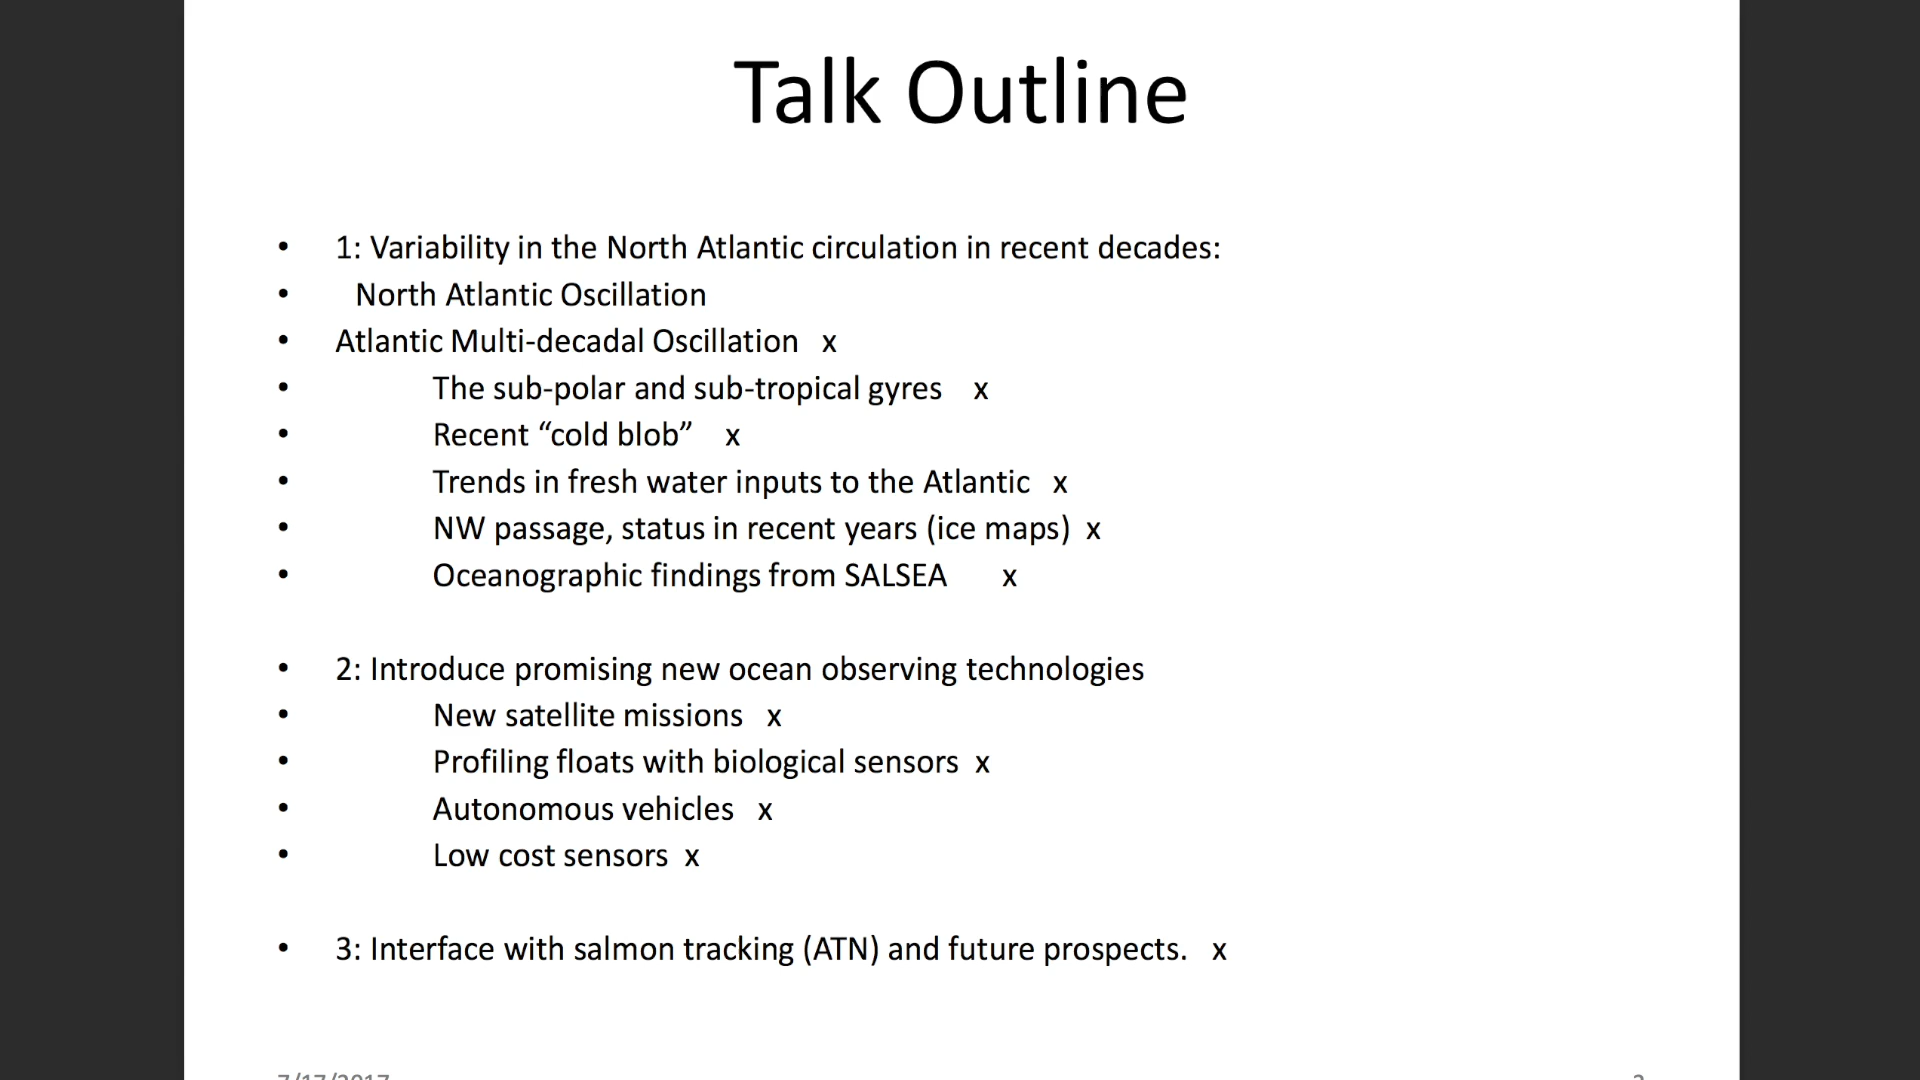 Talk Outline
• 1: Variability in the North Atlantic circulation in recent decades:
• North Atlantic Oscillation
• Atlantic Multi-decadal Oscillation x
• The sub-polar and sub-tropical gyres x
• Recent “cold blob” x
• Trends in fresh water inputs to the Atlantic x
• NW passage, status in recent years (ice maps) x
• Oceanographic findings from SALSEA x
• 2: Introduce promising new ocean observing technologies
• New satellite missions x
• Profiling floats with biological sensors x
• Autonomous vehicles x
• Low cost sensors x
• 3: Interface with salmon tracking (ATN) and future prospects. x
7/17/2017